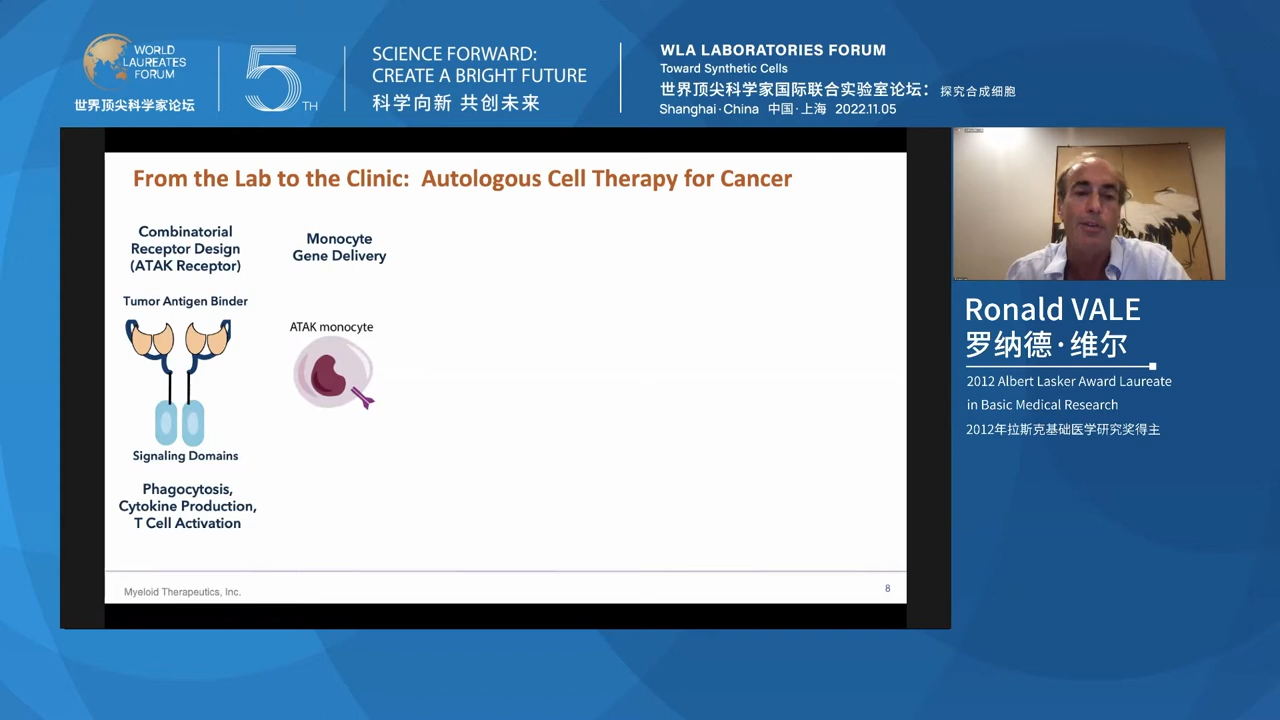 WORLD
LAUREATES
FORUM
世界顶尖科学家论坛
5TH
SCIENCE FORWARD:
CREATE A BRIGHT FUTURE
科学向新 共创未来
WLA LABORATORIES FORUM
Toward Synthetic Cells
世界顶尖科学家国际联合实验室论坛：探究合成细胞
Shanghai·China 中国·上海 2022.11.05
From the Lab to the Clinic: Autologous Cell Therapy for Cancer
Combinatorial
Receptor Design
(ATAK Receptor)
Tumor Antigen Binder
Signaling Domains
Phagocytosis,
Cytokine Production,
T Cell Activation
Monocyte
Gene Delivery
ATAK monocyte
Myeloid Therapeutics, Inc.
8
Ronald VALE
罗纳德·维尔
2012 Albert Lasker Award Laureate
in Basic Medical Research
2012年拉斯克基础医学研究奖得主